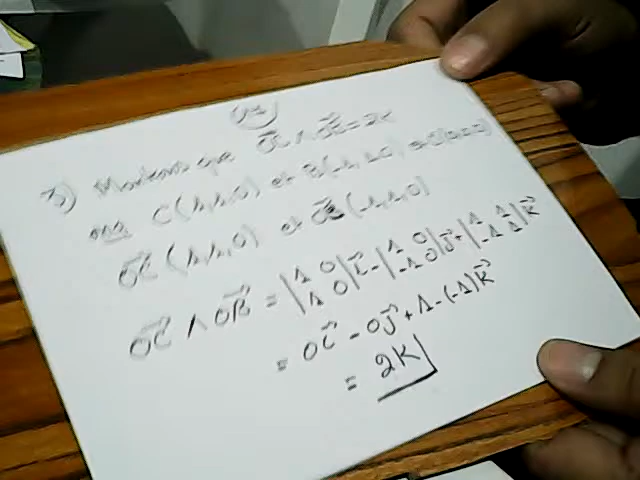 3) Montrons que OC⃗ ∧ OB⃗ = 2K
ona C(1,1,0) et B(-1,1,0)
OC⃗ (1,1,0) et OB⃗ (-1,1,0)
OC⃗ ∧ OB⃗ = |1 0; 1 0| i⃗ - |1 0; -1 0| j⃗ + |1 1; -1 1| K⃗
= 0i⃗ - 0j⃗ + 1-(-1)K⃗
= 2K